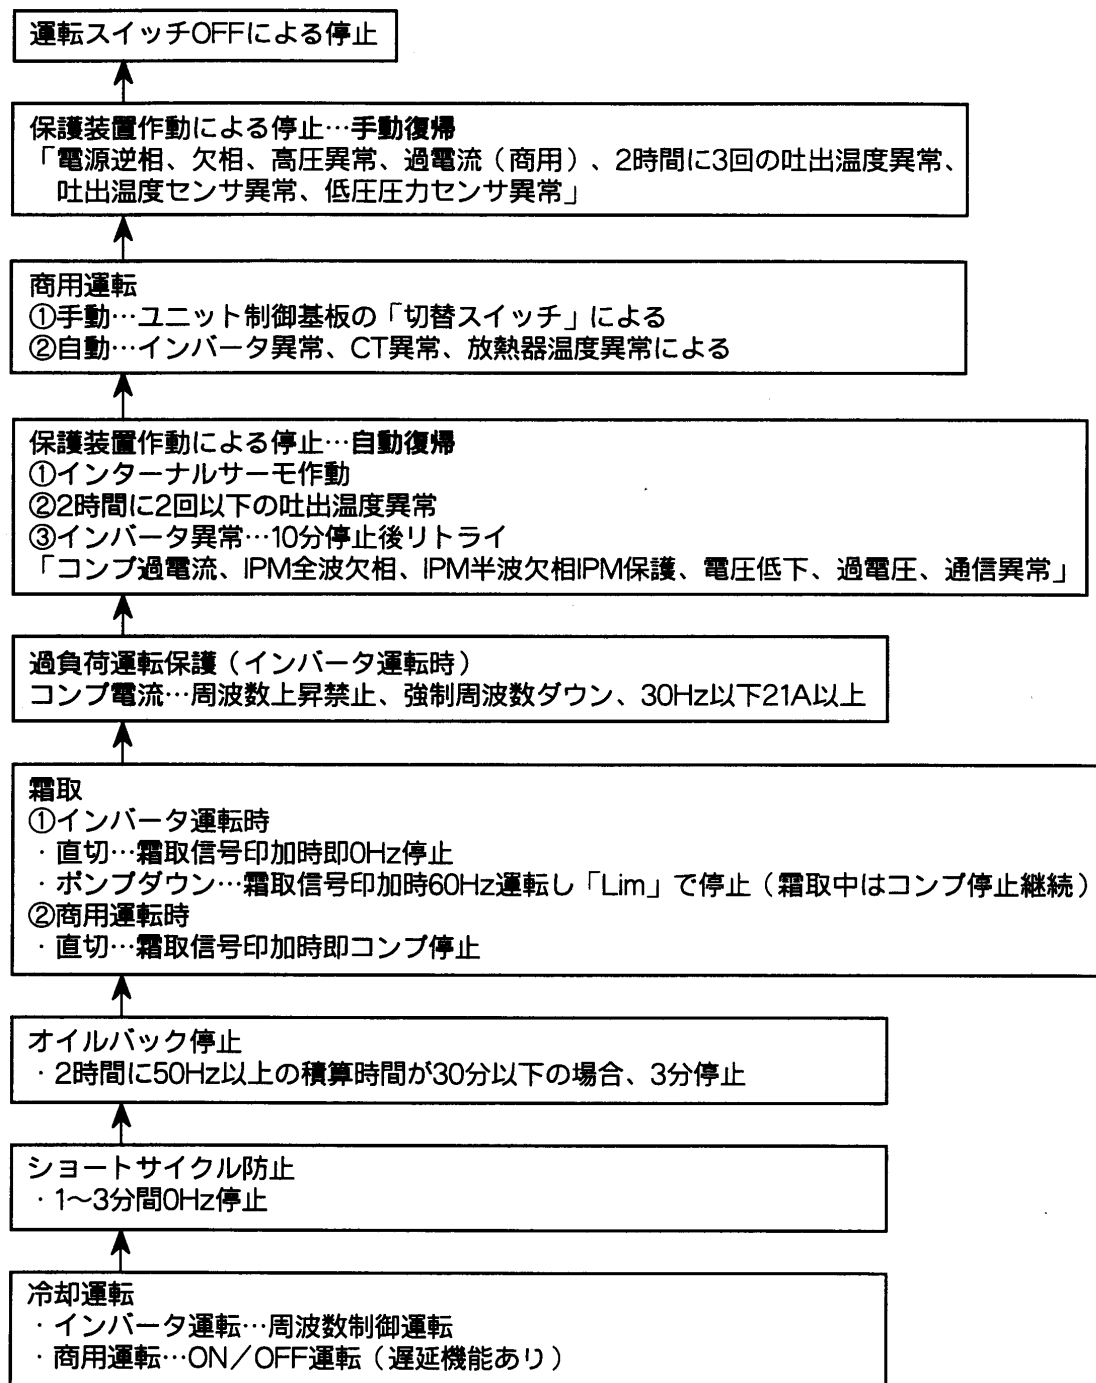 運転スイッチOFFによる停止
保護装置作動による停止…手動復帰
「電源逆相、欠相、高圧異常、過電流（商用）、2時間に3回の吐出温度異常、
吐出温度センサ異常、低圧圧力センサ異常」
商用運転
①手動…ユニット制御基板の「切替スイッチ」による
②自動…インバータ異常、CT異常、放熱器温度異常による
保護装置作動による停止…自動復帰
①インターナルサーモ作動
②2時間に2回以下の吐出温度異常
③インバータ異常…10分停止後リトライ
「コンプ過電流、IPM全波欠相、IPM半波欠相IPM保護、電圧低下、過電圧、通信異常」
過負荷運転保護（インバータ運転時）
コンプ電流…周波数上昇禁止、強制周波数ダウン、30Hz以下21A以上
霜取
①インバータ運転時
・直切…霜取信号印加時即0Hz停止
・ポンプダウン…霜取信号印加時60Hz運転し「Lim」で停止（霜取中はコンプ停止継続）
②商用運転時
・直切…霜取信号印加時即コンプ停止
オイルバック停止
・2時間に50Hz以上の積算時間が30分以下の場合、3分停止
ショートサイクル防止
・1～3分間0Hz停止
冷却運転
・インバータ運転…周波数制御運転
・商用運転…ON／OFF運転（遅延機能あり）